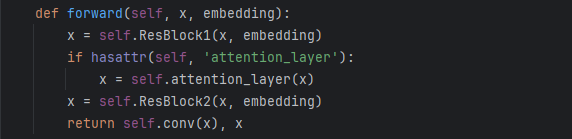 def forward(self, x, embedding):
    x = self.ResBlock1(x, embedding)
    if hasattr(self, 'attention_layer'):
        x = self.attention_layer(x)
    x = self.ResBlock2(x, embedding)
    return self.conv(x), x